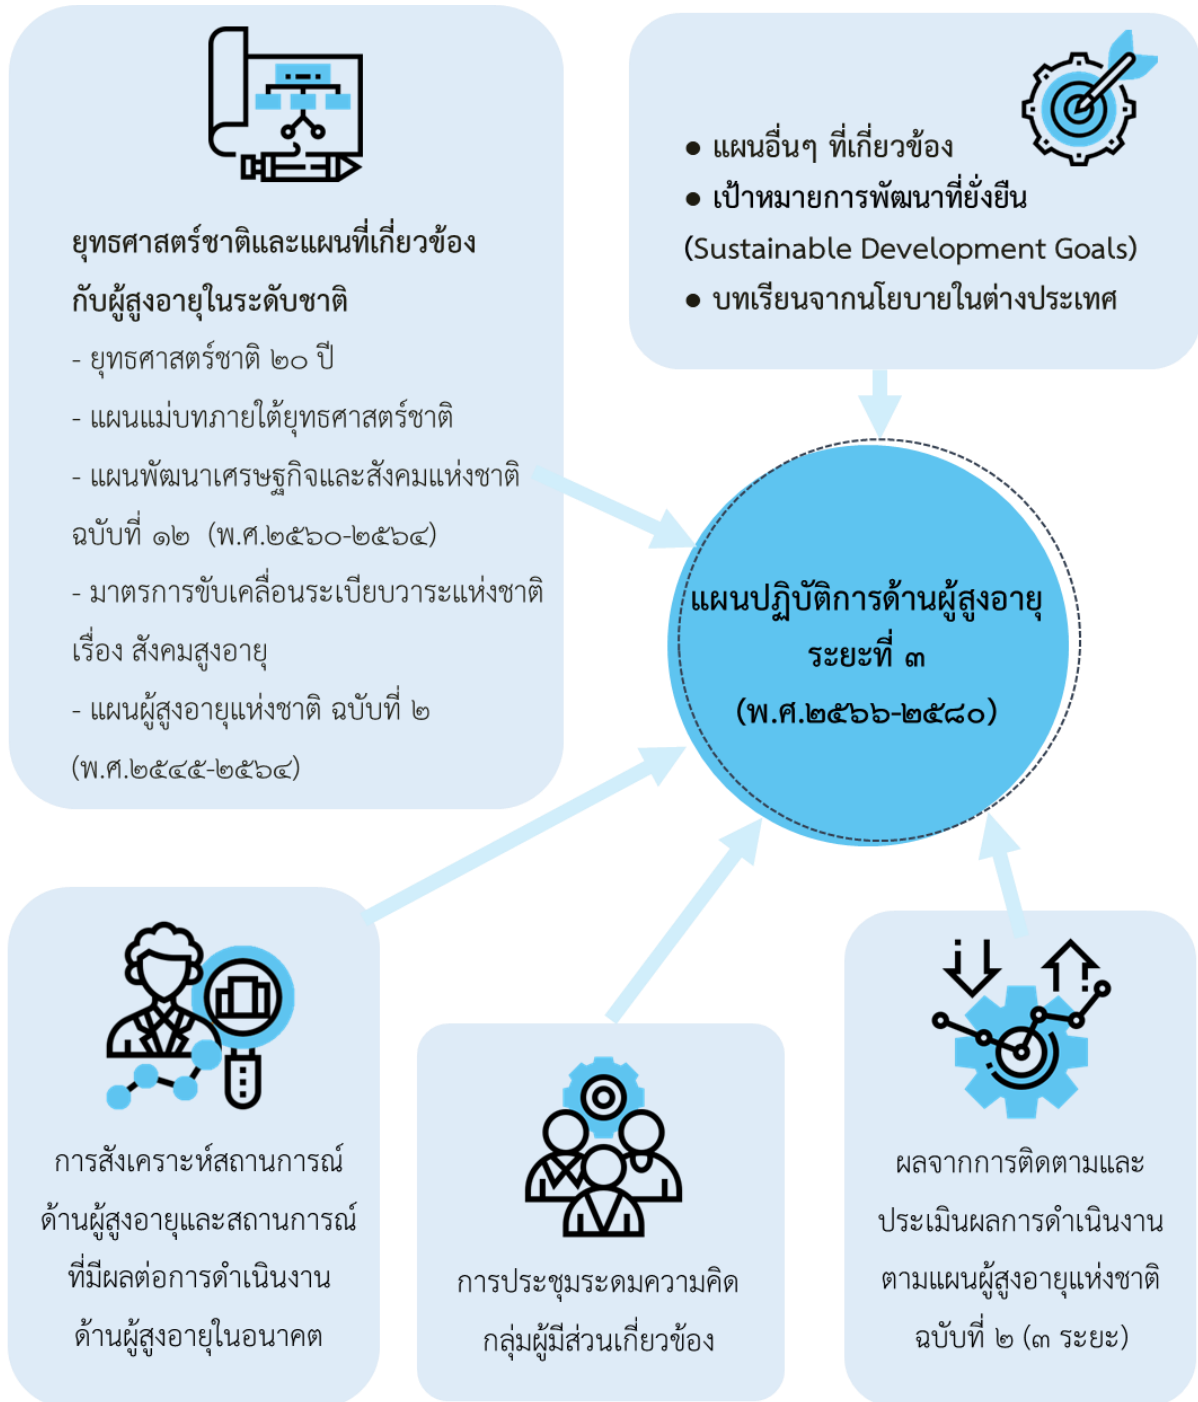 ยุทธศาสตร์ชาติและแผนที่เกี่ยวข้อง
กับผู้สูงอายุในระดับชาติ
- ยุทธศาสตร์ชาติ ๒๐ ปี
- แผนแม่บทภายใต้ยุทธศาสตร์ชาติ
- แผนพัฒนาเศรษฐกิจและสังคมแห่งชาติ
ฉบับที่ ๑๒ (พ.ศ.๒๕๖๐-๒๕๖๔)
- มาตรการขับเคลื่อนระเบียบวาระแห่งชาติ
เรื่อง สังคมสูงอายุ
- แผนผู้สูงอายุแห่งชาติ ฉบับที่ ๒
(พ.ศ.๒๕๔๕-๒๕๖๔)
● แผนอื่นๆ ที่เกี่ยวข้อง
● เป้าหมายการพัฒนาที่ยั่งยืน
(Sustainable Development Goals)
● บทเรียนจากนโยบายในต่างประเทศ
แผนปฏิบัติการด้านผู้สูงอายุ
ระยะที่ ๓
(พ.ศ.๒๕๖๖-๒๕๘๐)
การสังเคราะห์สถานการณ์
ด้านผู้สูงอายุและสถานการณ์
ที่มีผลต่อการดำเนินงาน
ด้านผู้สูงอายุในอนาคต
การประชุมระดมความคิด
กลุ่มผู้มีส่วนเกี่ยวข้อง
ผลจากการติดตามและ
ประเมินผลการดำเนินงาน
ตามแผนผู้สูงอายุแห่งชาติ
ฉบับที่ ๒ (๓ ระยะ)